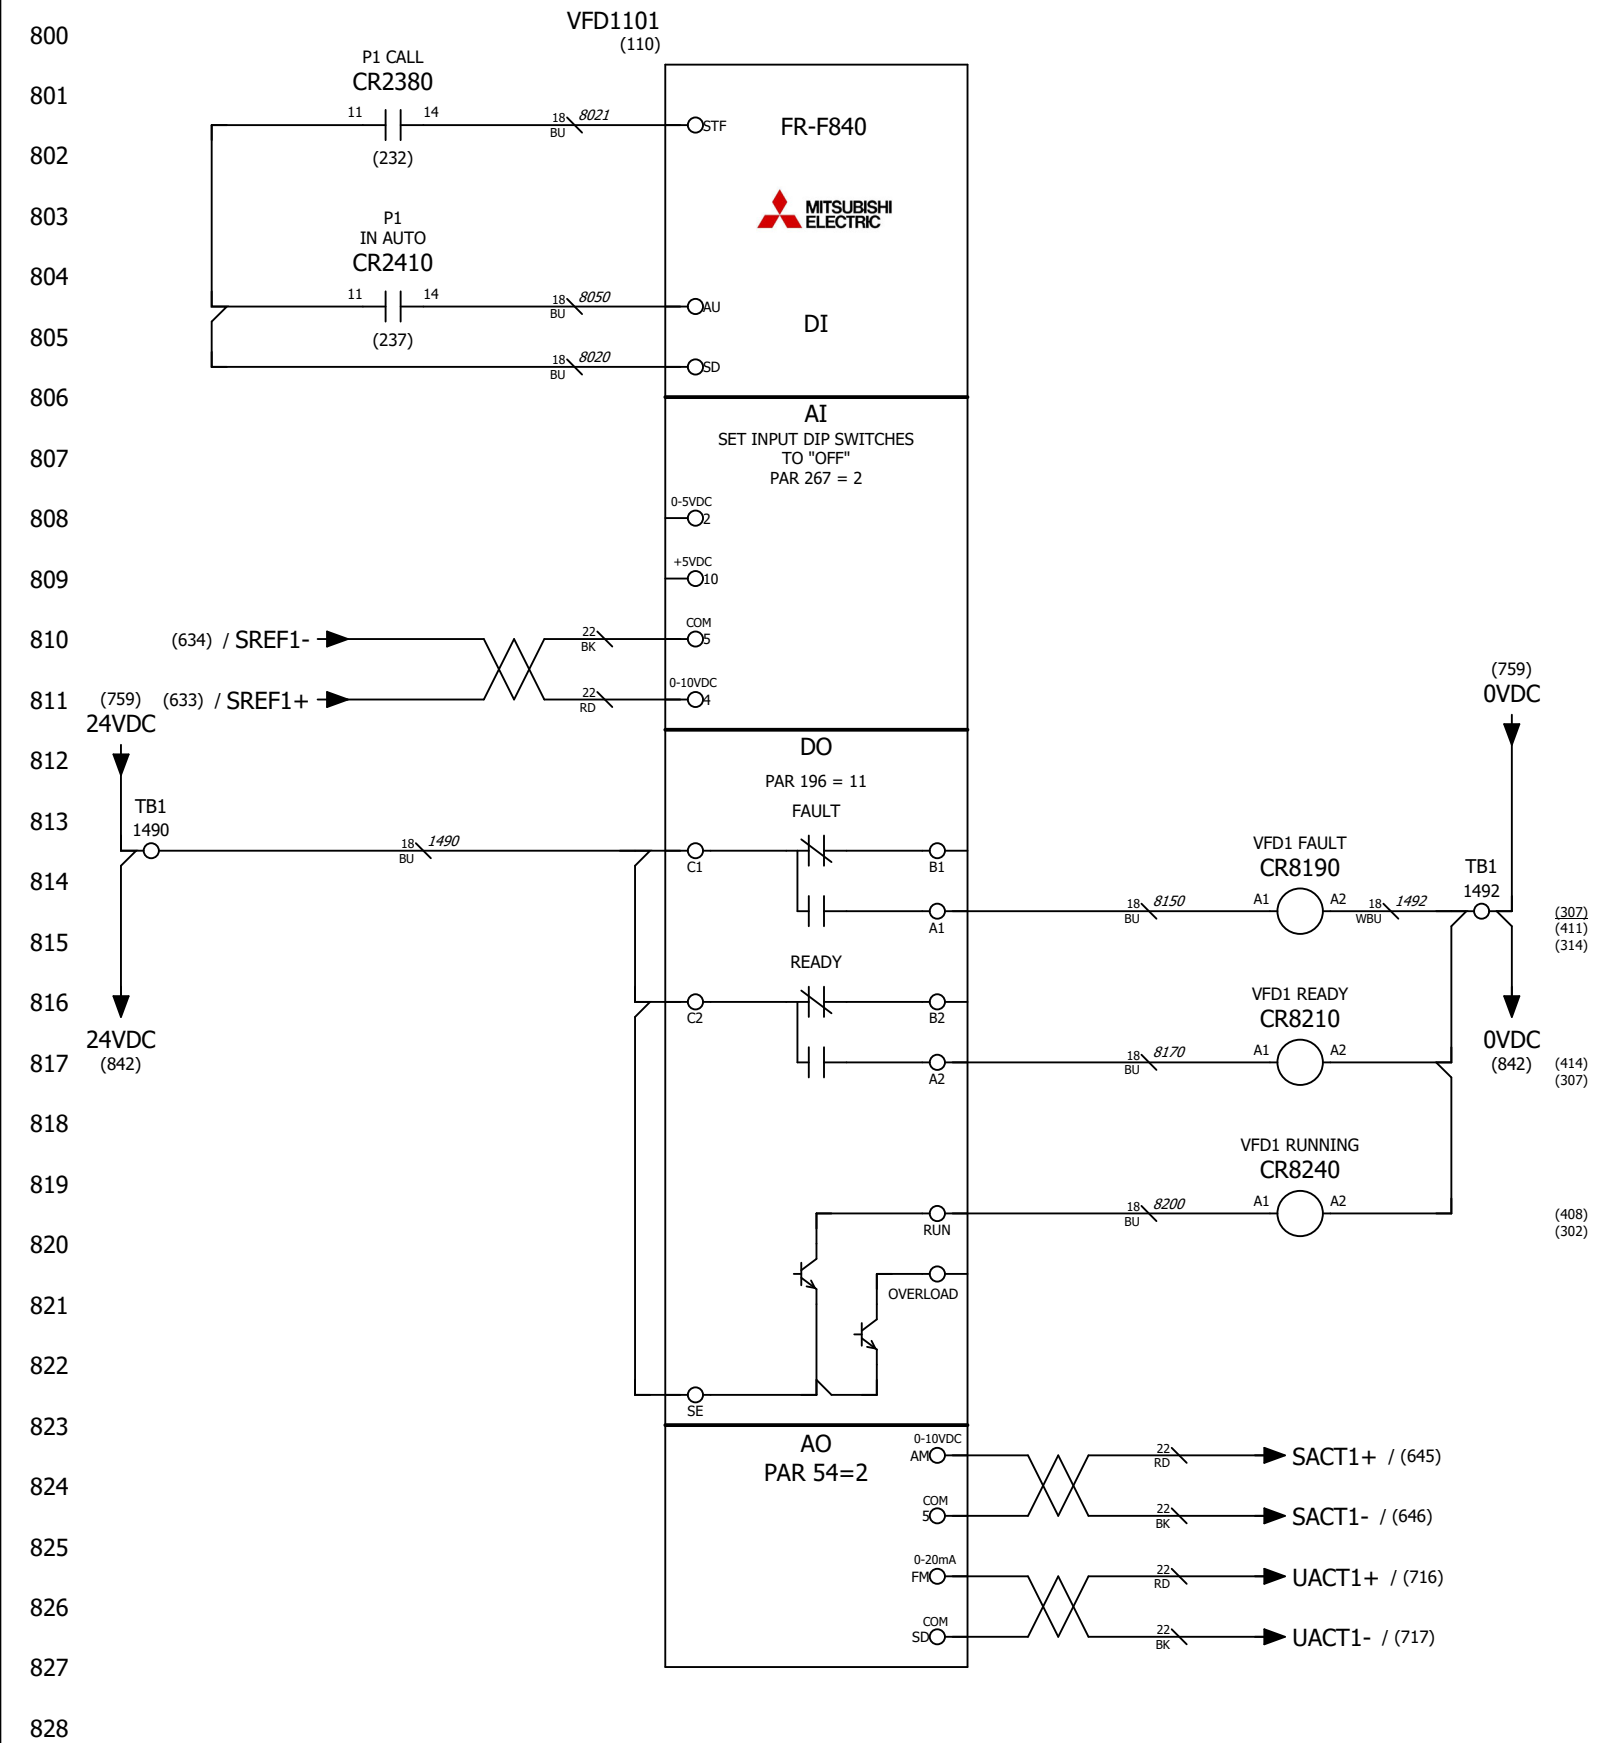 800
VFD1101
(110)
P1 CALL
CR2380
801
11
14
18
8021
BU
STF
FR-F840
802
(232)
803
MITSUBISHI
ELECTRIC
P1
IN AUTO
CR2410
804
11
14
18
8050
BU
AU
DI
805
(237)
18
8020
BU
SD
806
AI
SET INPUT DIP SWITCHES
TO "OFF"
PAR 267 = 2
807
0-5VDC
808
2
+5VDC
809
10
COM
810
(634) / SREF1-
22
BK
5
0-10VDC
811
(759)
24VDC
(633) / SREF1+
22
RD
4
(759)
0VDC
812
DO
PAR 196 = 11
813
TB1
1490
FAULT
18
1490
BU
C1
B1
VFD1 FAULT
CR8190
TB1
1492
814
A1
18
8150
BU
A1
A2
18
1492
WBU
(307)
(411)
(314)
815
READY
816
C2
B2
VFD1 READY
CR8210
24VDC
(842)
0VDC
(842)
817
A2
18
8170
BU
A1
A2
(414)
(307)
818
VFD1 RUNNING
CR8240
819
RUN
18
8200
BU
A1
A2
(408)
(302)
820
OVERLOAD
821
822
SE
823
AO
PAR 54=2
0-10VDC
AM
22
RD
SACT1+ / (645)
824
COM
5
22
BK
SACT1- / (646)
825
0-20mA
FM
22
RD
UACT1+ / (716)
826
COM
SD
22
BK
UACT1- / (717)
827
828